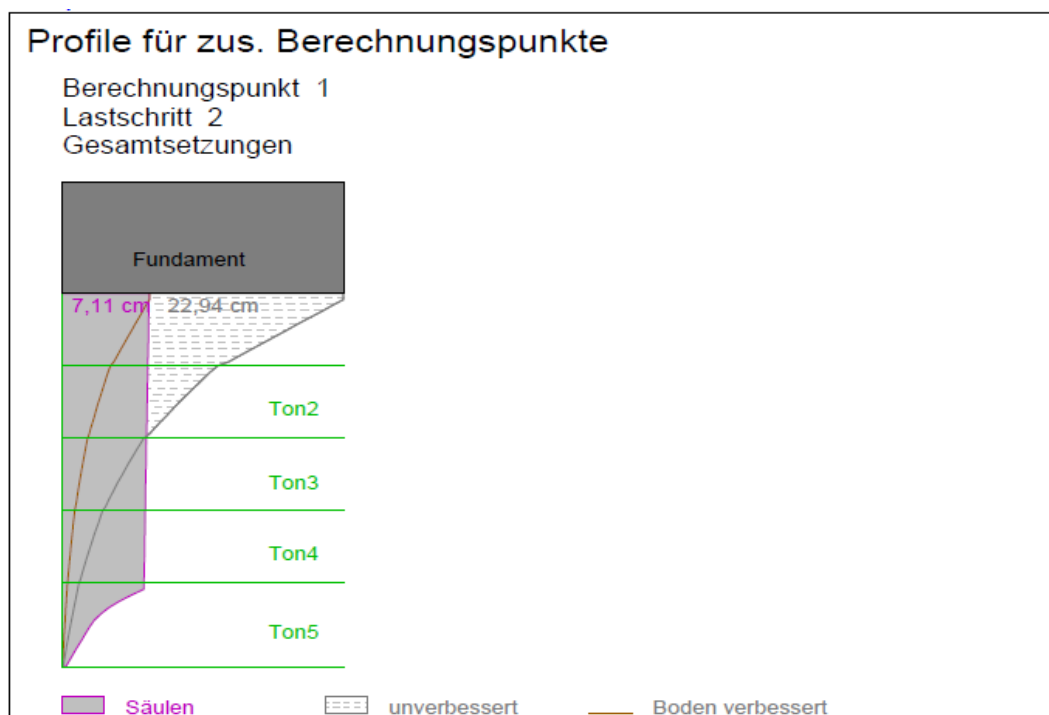 Profile für zus. Berechnungspunkte
Berechnungspunkt 1
Lastschritt 2
Gesamtsetzungen
Fundament
7,11 cm 22,94 cm
Ton2
Ton3
Ton4
Ton5
Säulen unverbessert Boden verbessert